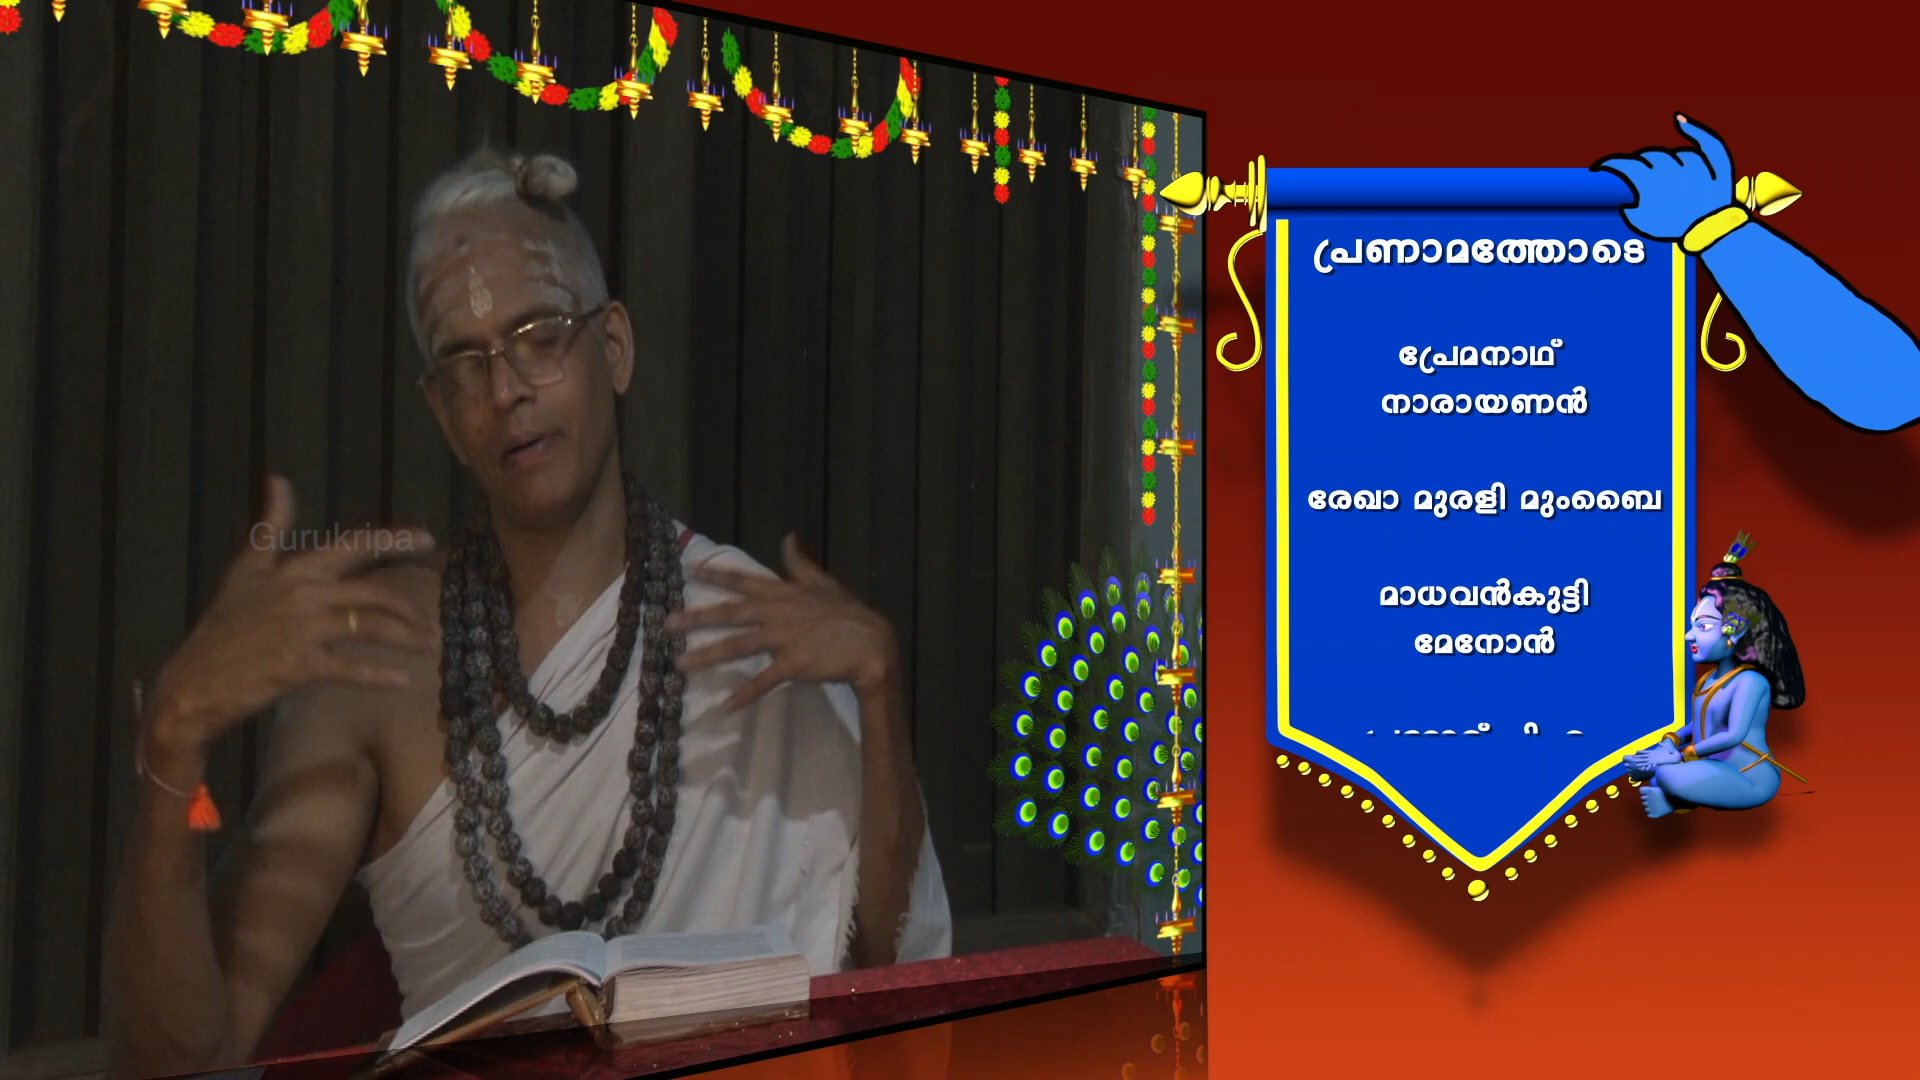 Gurukripa
പ്രണാമത്തോടെ
പ്രേമനാഥ്
നാരായണൻ
രേഖാ മുരളി മുംബൈ
മാധവൻകുട്ടി
മേനോൻ